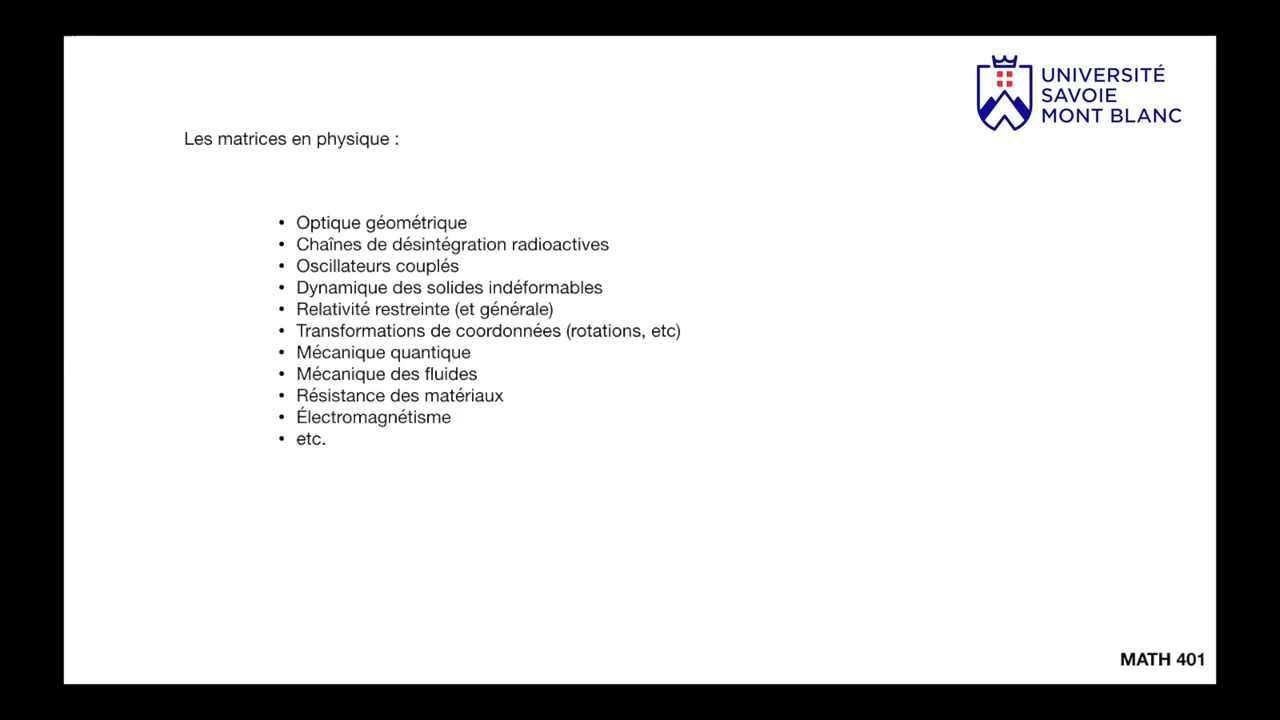 UNIVERSITÉ
SAVOIE
MONT BLANC
Les matrices en physique :
• Optique géométrique
• Chaînes de désintégration radioactives
• Oscillateurs couplés
• Dynamique des solides indéformables
• Relativité restreinte (et générale)
• Transformations de coordonnées (rotations, etc)
• Mécanique quantique
• Mécanique des fluides
• Résistance des matériaux
• Électromagnétisme
• etc.
MATH 401